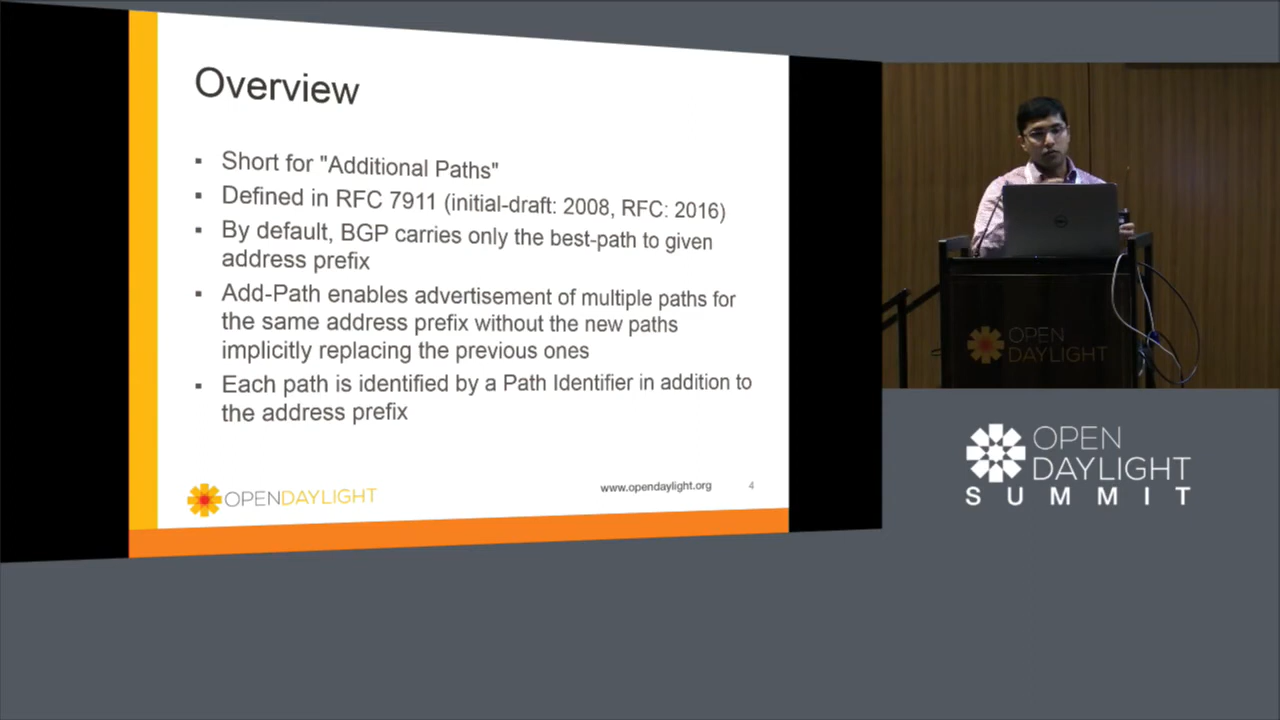 Overview
▪ Short for "Additional Paths"
▪ Defined in RFC 7911 (initial-draft: 2008, RFC: 2016)
▪ By default, BGP carries only the best-path to given
address prefix
▪ Add-Path enables advertisement of multiple paths for
the same address prefix without the new paths
implicitly replacing the previous ones
▪ Each path is identified by a Path Identifier in addition to
the address prefix
OPENDAYLIGHT
www.opendaylight.org
4
OPEN
DAYLIGHT
OPEN
DAYLIGHT
SUMMIT